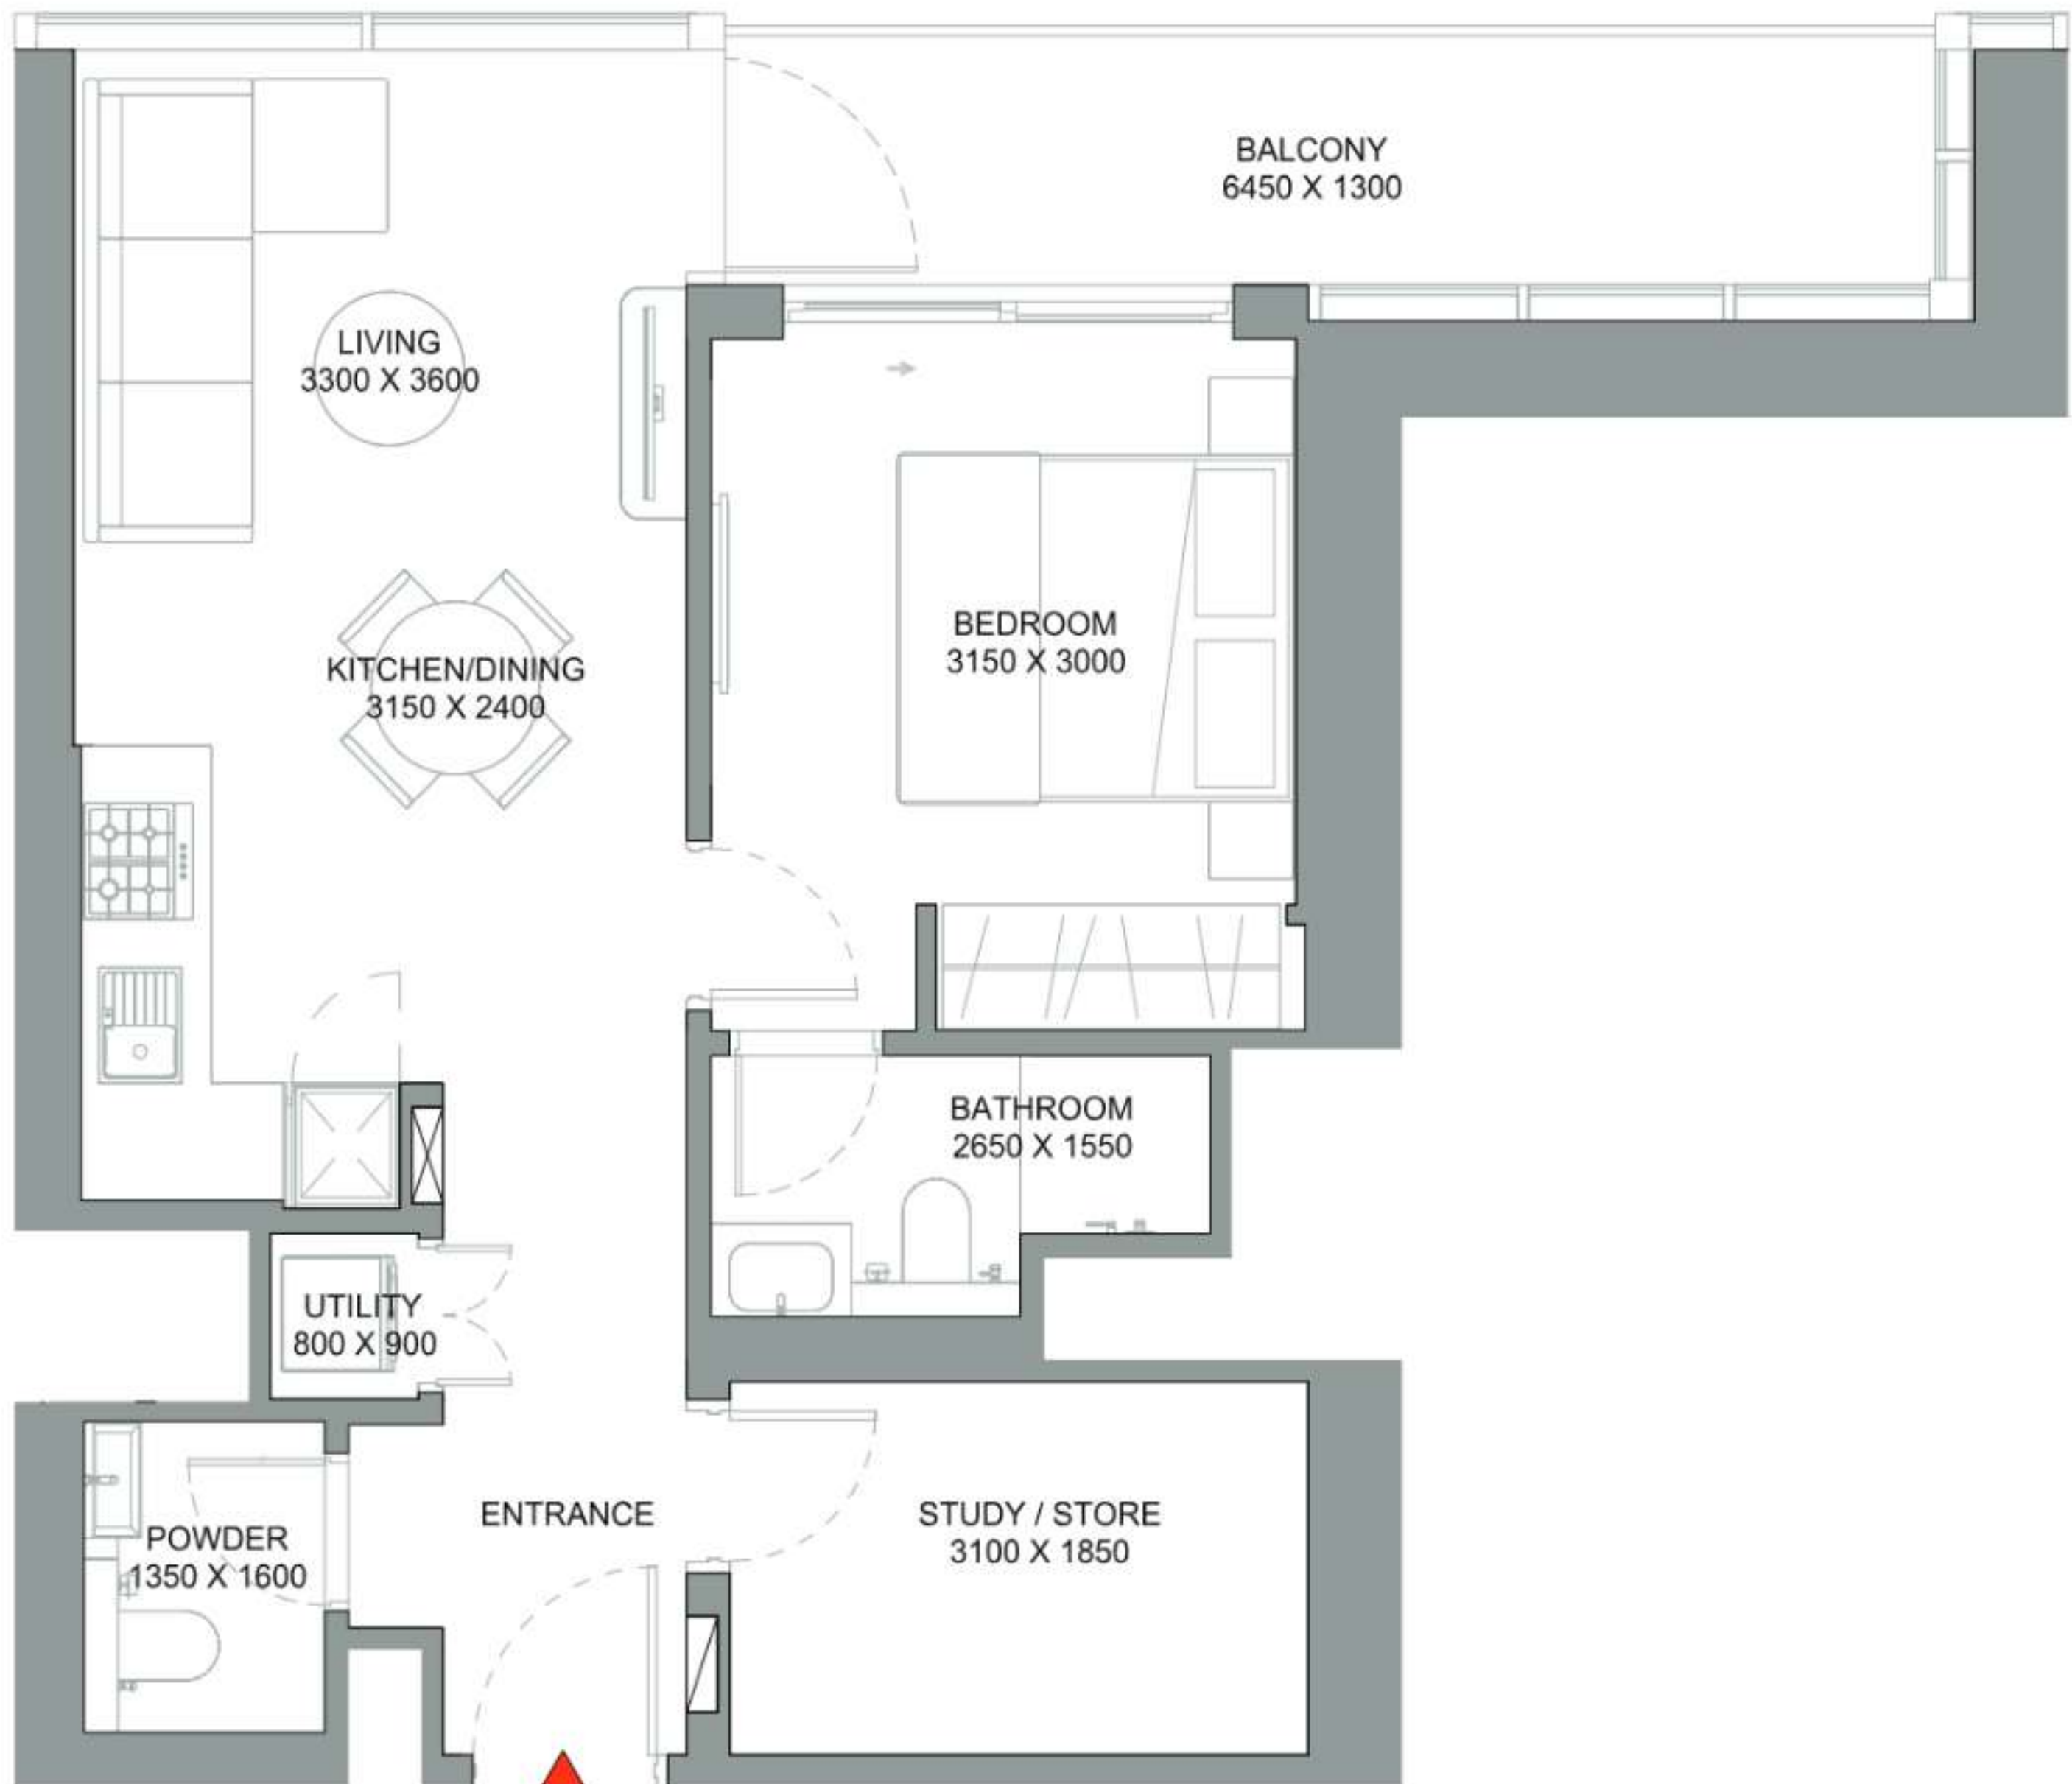 BALCONY
6450 X 1300
LIVING
3300 X 3600
BEDROOM
3150 X 3000
KITCHEN/DINING
3150 X 2400
BATHROOM
2650 X 1550
UTILITY
800 X 900
ENTRANCE
STUDY / STORE
3100 X 1850
POWDER
1350 X 1600